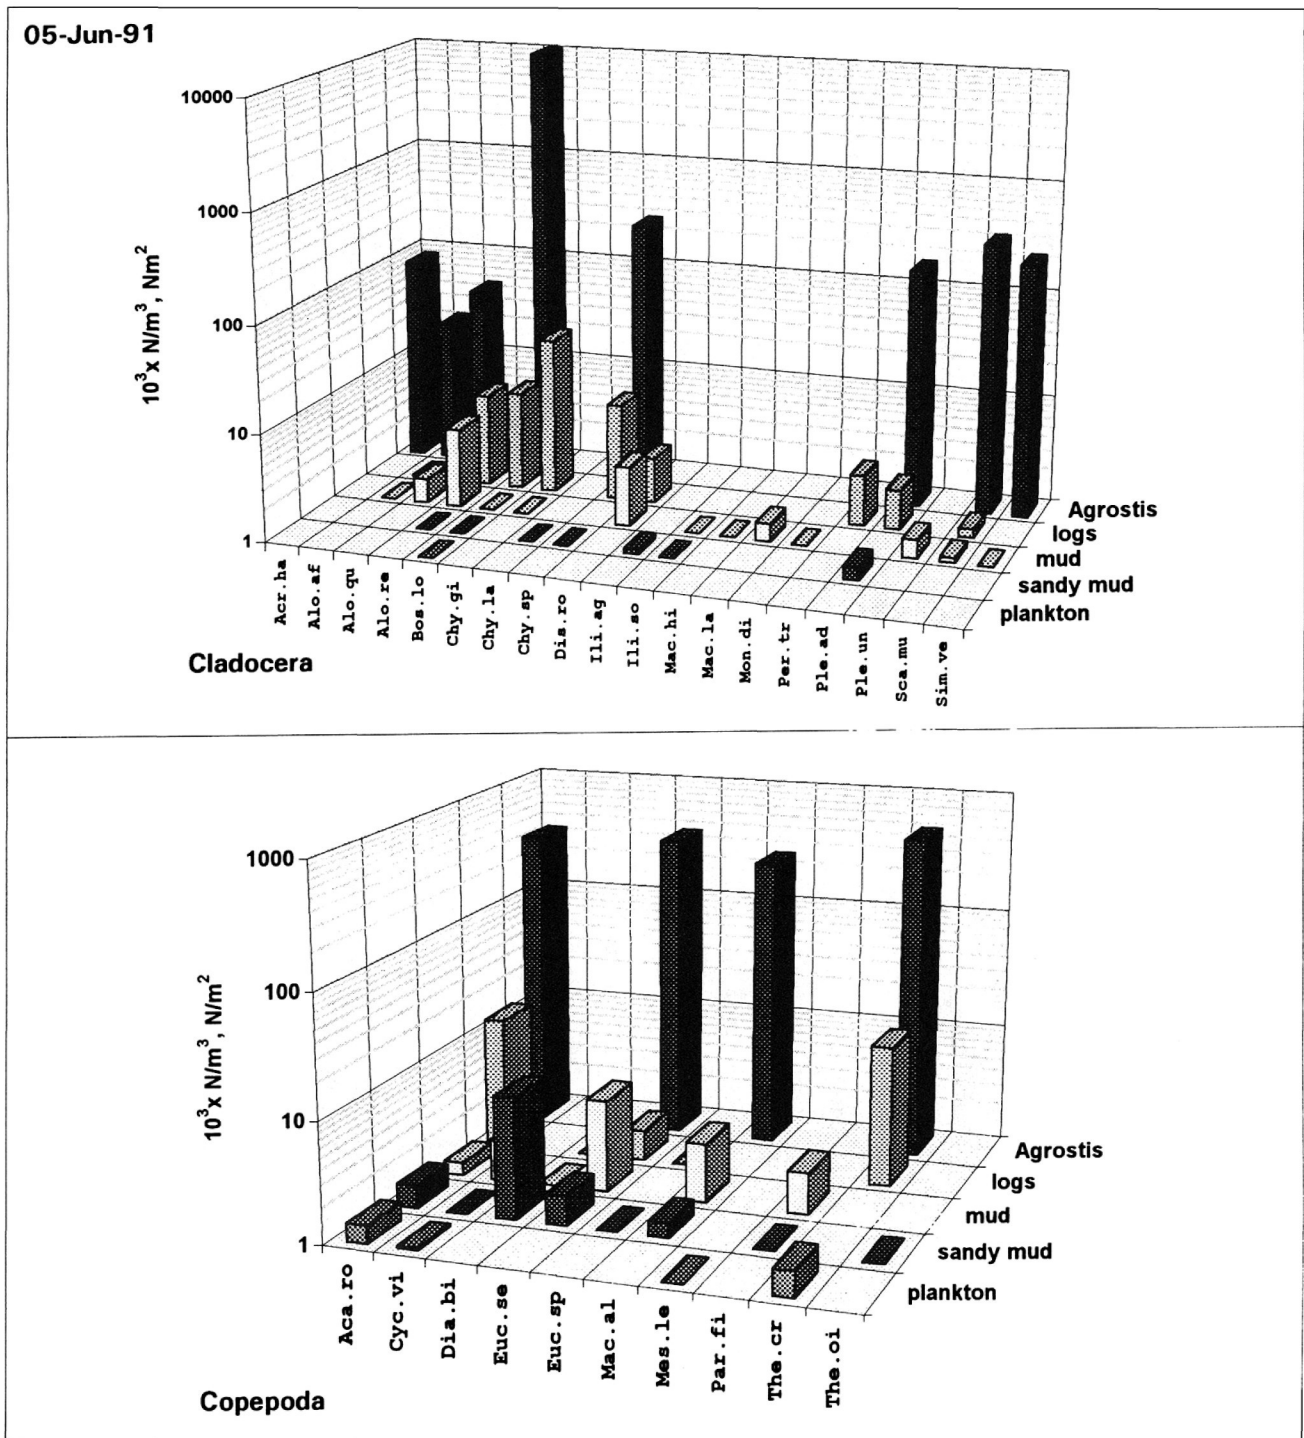 05-Jun-91
10000
1000
100
10
1
10³x N/m³, Nm²
Agrostis
logs
mud
sandy mud
plankton
Acr.ha
Alo.af
Alo.qu
Alo.re
Bos.lo
Chy.gi
Chy.la
Chy.sp
Dis.ro
Ili.ag
Ili.so
Mac.hi
Mac.la
Mon.di
Per.tr
Ple.ad
Ple.un
Sca.mu
Sim.ve
Cladocera
1000
100
10
1
10³x N/m³, N/m²
Agrostis
logs
mud
sandy mud
plankton
Aca.ro
Cyc.vi
Dia.bi
Euc.se
Euc.sp
Mac.al
Mes.le
Par.fi
The.cr
The.oi
Copepoda